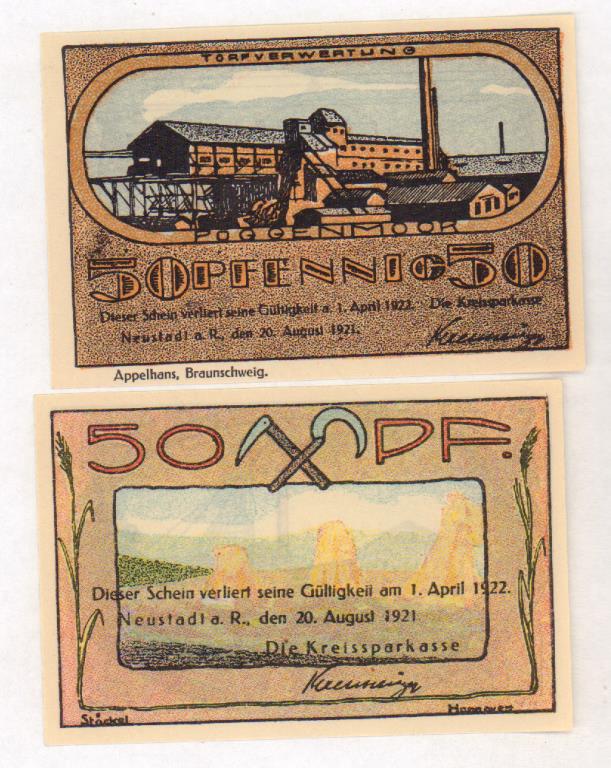 TORFVERWERTUNG
POGGENMOOR
50 PFENNIG 50
Dieser Schein verliert seine Gültigkeit a. 1. April 1922. Die Kreissparkasse
Neustadt a. R., den 20. August 1921.
Appelhans, Braunschweig.
50 PF.
Dieser Schein verliert seine Gültigkeit am 1. April 1922.
Neustadt a. R., den 20. August 1921
Die Kreissparkasse
Stöckel Hannover